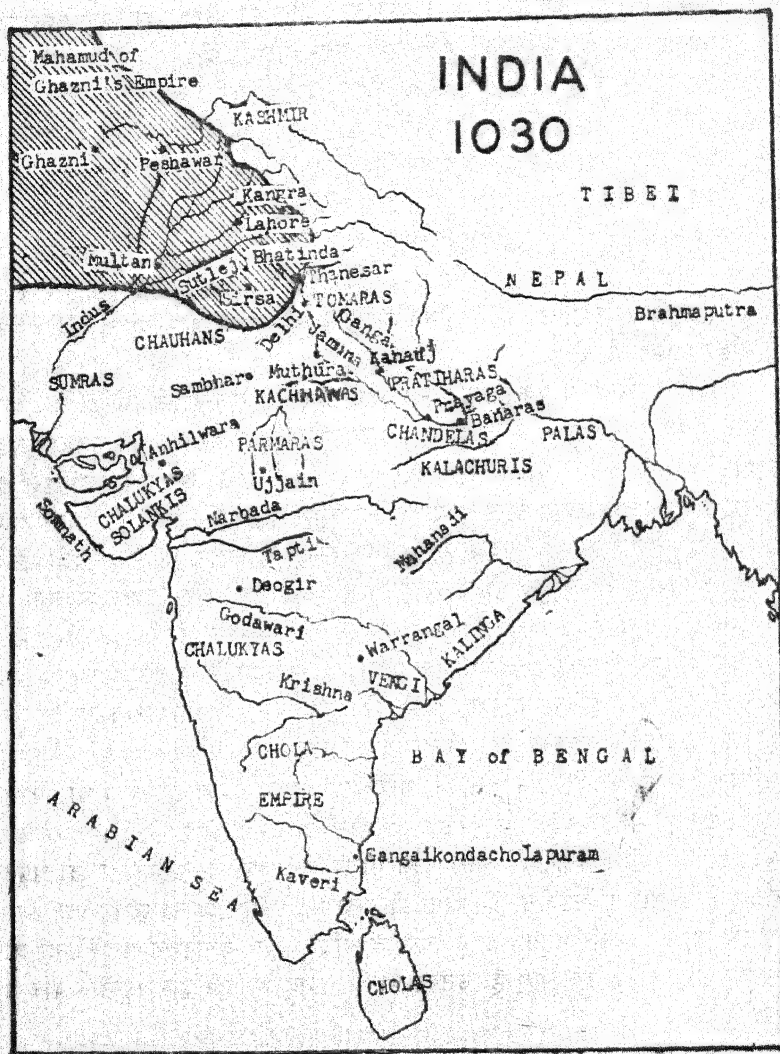 INDIA
1030
Mahamud of
Ghazni's Empire
KASHMIR
Ghazni
Peshawar
TIBET
Kangra
Lahore
Multan
Bhatinda
Sutlej
Thanesar
NEPAL
Sirsa
TOMARAS
Indus
Brahmaputra
Delhi
Ganga
CHAUHANS
Jamina
Kahauj
Muthura
SUMRAS
Sambhar
PRATIHARAS
KACHHAWAS
Prayaga
Banaras
Anhilwara
PARMARAS
CHANDELAS
PALAS
KALACHURIS
Ujjain
CHALUKYAS
SOLANKIS
Somnath
Narbada
Tapti
Mahanadi
Deogir
Godawari
Warrangal
KALINGA
CHALUKYAS
VENGI
Krishna
CHOLA
EMPIRE
BAY of BENGAL
ARABIAN SEA
Gangaikondacholapuram
Kaveri
CHOLAS